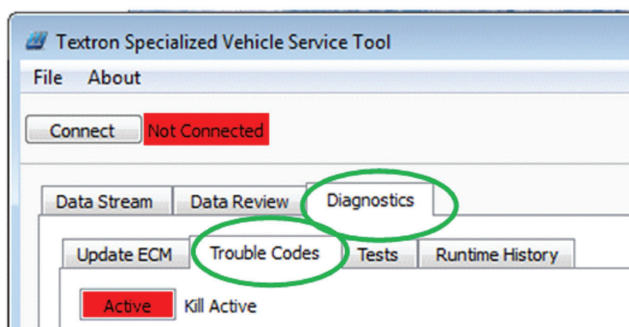 Textron Specialized Vehicle Service Tool
File About
Connect Not Connected
Data Stream Data Review Diagnostics
Update ECM Trouble Codes Tests Runtime History
Active Kill Active